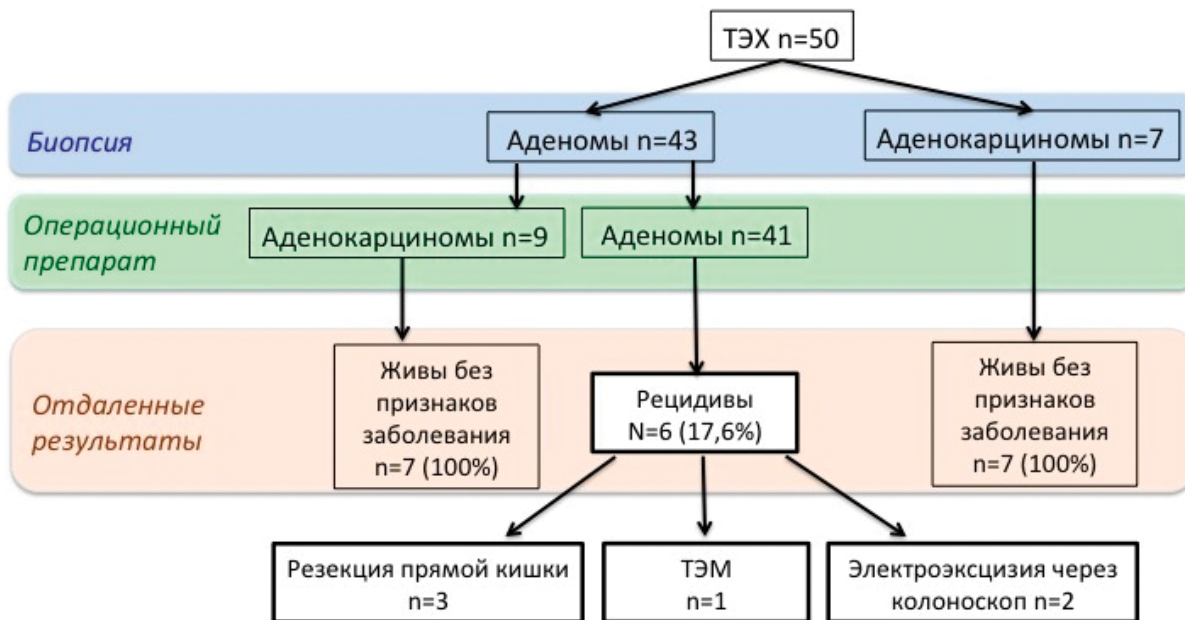 ТЭХ n=50
Биопсия
Аденомы n=43
Аденокарциномы n=7
Операционный
препарат
Аденокарциномы n=9
Аденомы n=41
Отдаленные
результаты
Живы без
признаков
заболевания
n=7 (100%)
Рецидивы
N=6 (17,6%)
Живы без
признаков
заболевания
n=7 (100%)
Резекция прямой кишки
n=3
ТЭМ
n=1
Электроэксцизия через
колоноскоп n=2